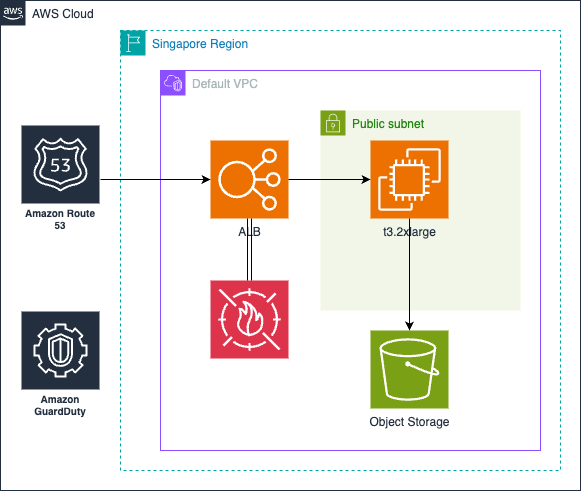 aws
AWS Cloud
Singapore Region
Default VPC
Public subnet
53
Amazon Route
53
ALB
t3.2xlarge
Amazon
GuardDuty
Object Storage